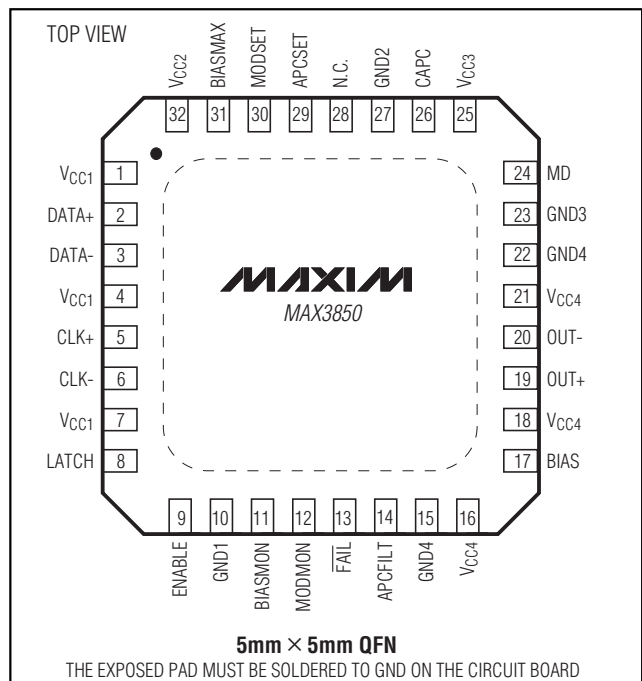 TOP VIEW
VCC2
BIASMAX
MODSET
APCSET
N.C.
GND2
CAPC
VCC3
32 31 30 29 28 27 26 25
VCC1 1
DATA+ 2
DATA- 3
VCC1 4
CLK+ 5
CLK- 6
VCC1 7
LATCH 8
MAXIM
MAX3850
24 MD
23 GND3
22 GND4
21 VCC4
20 OUT-
19 OUT+
18 VCC4
17 BIAS
9 10 11 12 13 14 15 16
ENABLE
GND1
BIASMON
MODMON
FAIL
APCFILT
GND4
VCC4
5mm × 5mm QFN
THE EXPOSED PAD MUST BE SOLDERED TO GND ON THE CIRCUIT BOARD